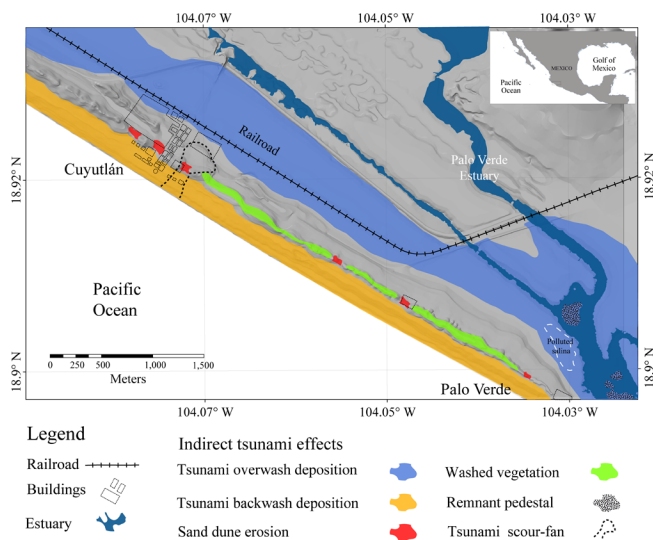 104.07° W 104.05° W 104.03° W
Pacific
Ocean
MEXICO
Golf of
Mexico
Railroad
Palo Verde
Estuary
Cuyutlán
18.92° N
18.92° N
Pacific
Ocean
Polluted
salina
0 250 500 1,000 1,500
Meters
18.9° N
18.9° N
Palo Verde
104.07° W 104.05° W 104.03° W
Legend
Railroad
Buildings
Estuary
Indirect tsunami effects
Tsunami overwash deposition
Tsunami backwash deposition
Sand dune erosion
Washed vegetation
Remnant pedestal
Tsunami scour-fan